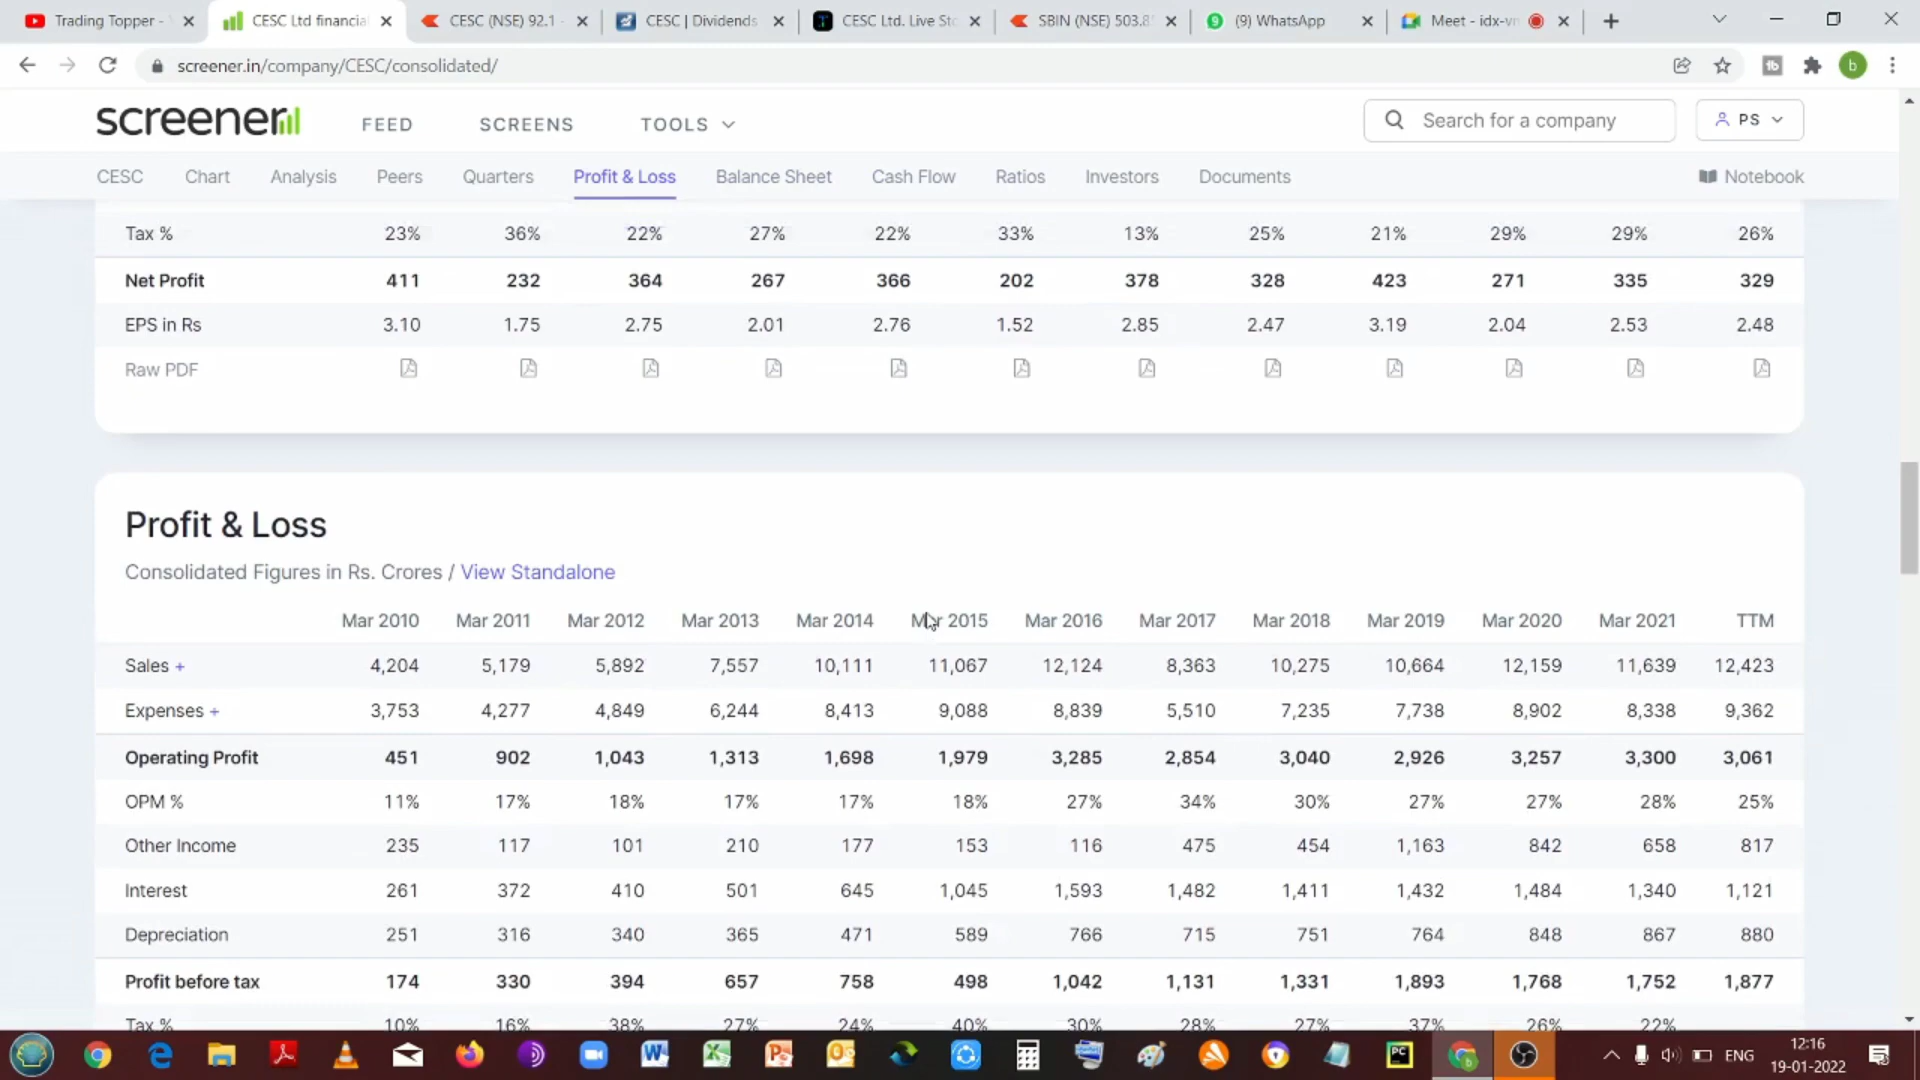 Trading Topper - CESC Ltd financia CESC (NSE) 92.1 - CESC | Dividends CESC Ltd. Live Sto SBIN (NSE) 503.8 (9) WhatsApp Meet - idx-vn
screener.in/company/CESC/consolidated/ b
screener FEED SCREENS TOOLS Search for a company PS
CESC Chart Analysis Peers Quarters Profit & Loss Balance Sheet Cash Flow Ratios Investors Documents Notebook
Tax % 23% 36% 22% 27% 22% 33% 13% 25% 21% 29% 29% 26%
Net Profit 411 232 364 267 366 202 378 328 423 271 335 329
EPS in Rs 3.10 1.75 2.75 2.01 2.76 1.52 2.85 2.47 3.19 2.04 2.53 2.48
Raw PDF
Profit & Loss
Consolidated Figures in Rs. Crores / View Standalone
Mar 2010 Mar 2011 Mar 2012 Mar 2013 Mar 2014 Mar 2015 Mar 2016 Mar 2017 Mar 2018 Mar 2019 Mar 2020 Mar 2021 TTM
Sales + 4,204 5,179 5,892 7,557 10,111 11,067 12,124 8,363 10,275 10,664 12,159 11,639 12,423
Expenses + 3,753 4,277 4,849 6,244 8,413 9,088 8,839 5,510 7,235 7,738 8,902 8,338 9,362
Operating Profit 451 902 1,043 1,313 1,698 1,979 3,285 2,854 3,040 2,926 3,257 3,300 3,061
OPM % 11% 17% 18% 17% 17% 18% 27% 34% 30% 27% 27% 28% 25%
Other Income 235 117 101 210 177 153 116 475 454 1,163 842 658 817
Interest 261 372 410 501 645 1,045 1,593 1,482 1,411 1,432 1,484 1,340 1,121
Depreciation 251 316 340 365 471 589 766 715 751 764 848 867 880
Profit before tax 174 330 394 657 758 498 1,042 1,131 1,331 1,893 1,768 1,752 1,877
Tax % 10% 16% 38% 27% 24% 40% 30% 28% 27% 37% 26% 22%
ENG 12:16
19-01-2022